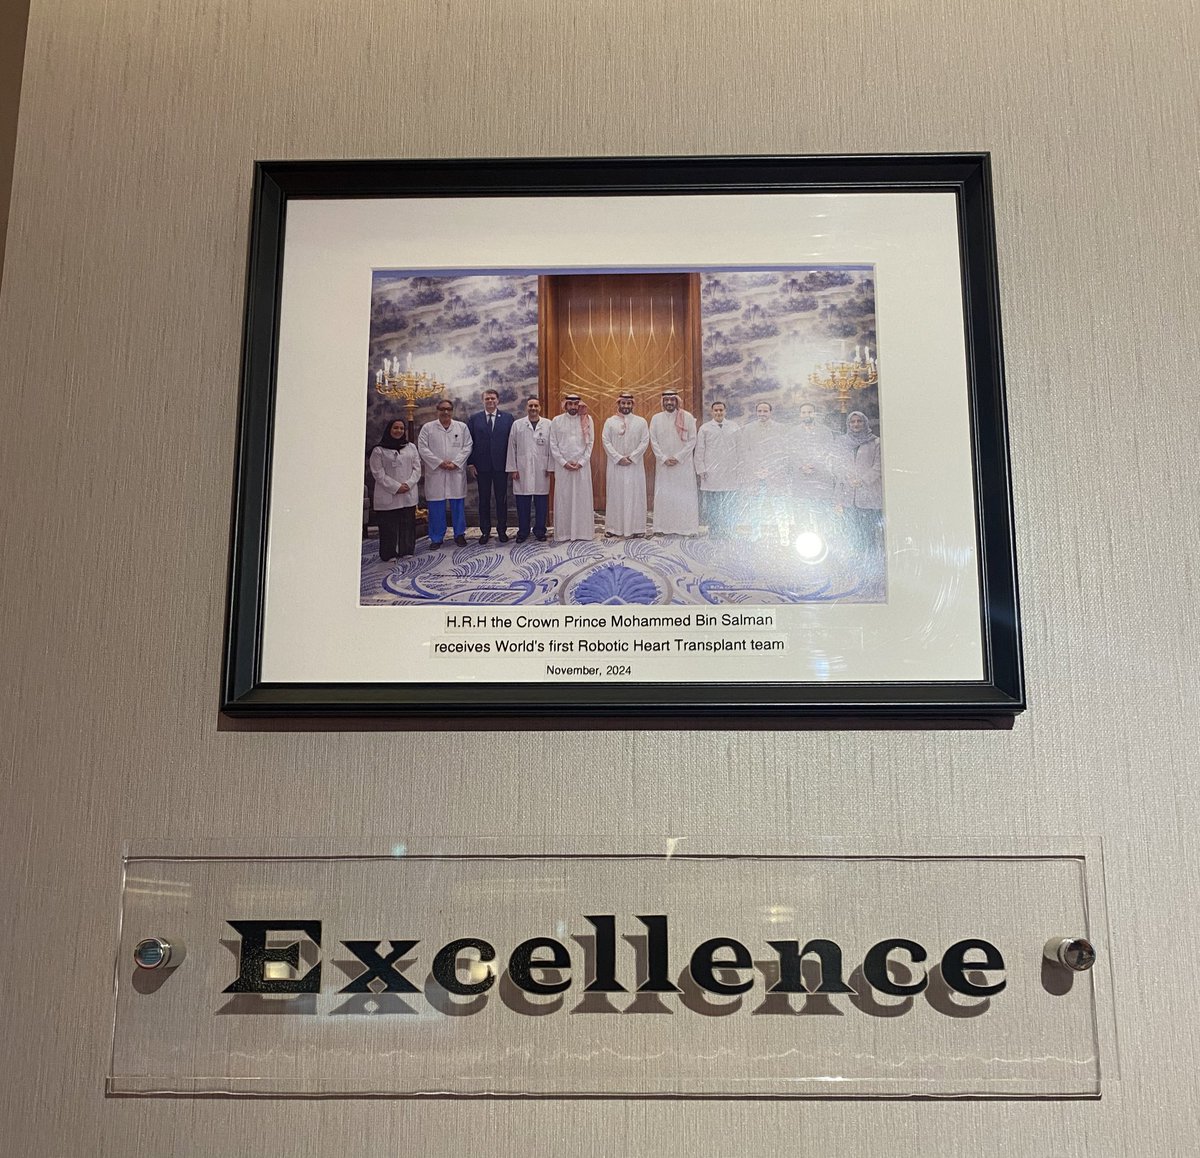 H.R.H the Crown Prince Mohammed Bin Salman
receives World's first Robotic Heart Transplant team
November, 2024
Excellence